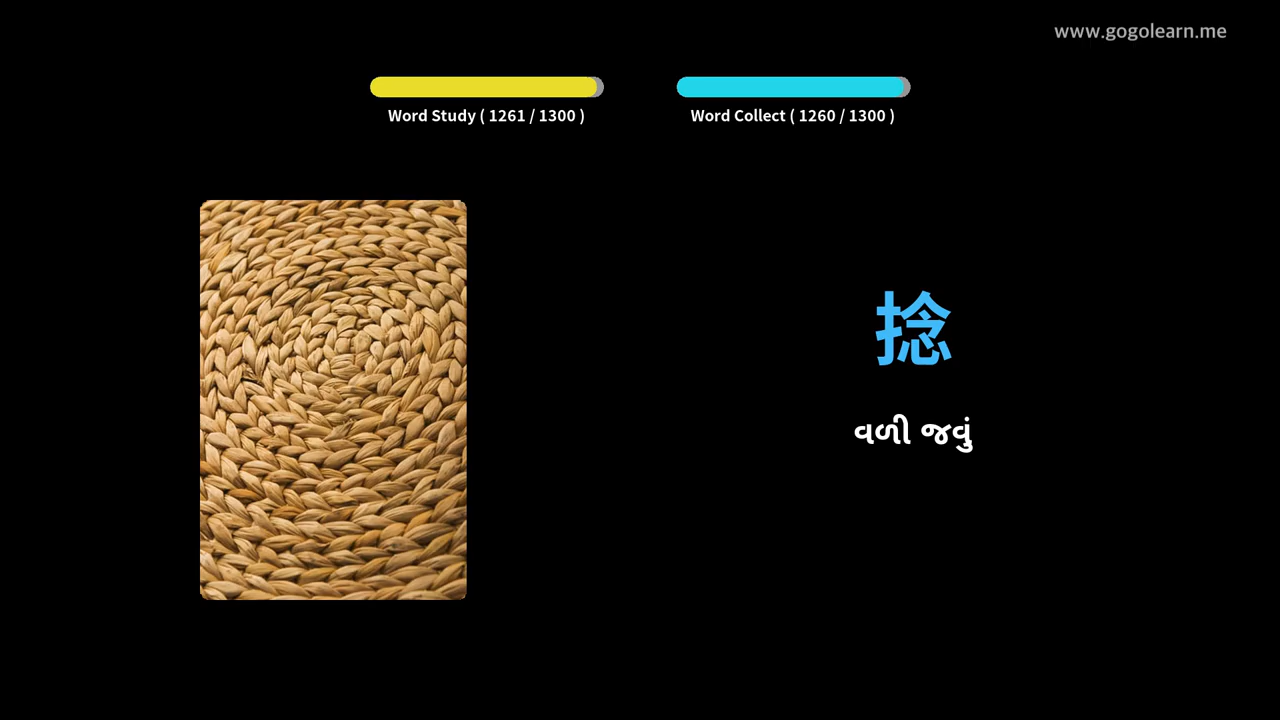 www.gogolearn.me
Word Study ( 1261 / 1300 )
Word Collect ( 1260 / 1300 )
捻
વળી જવું